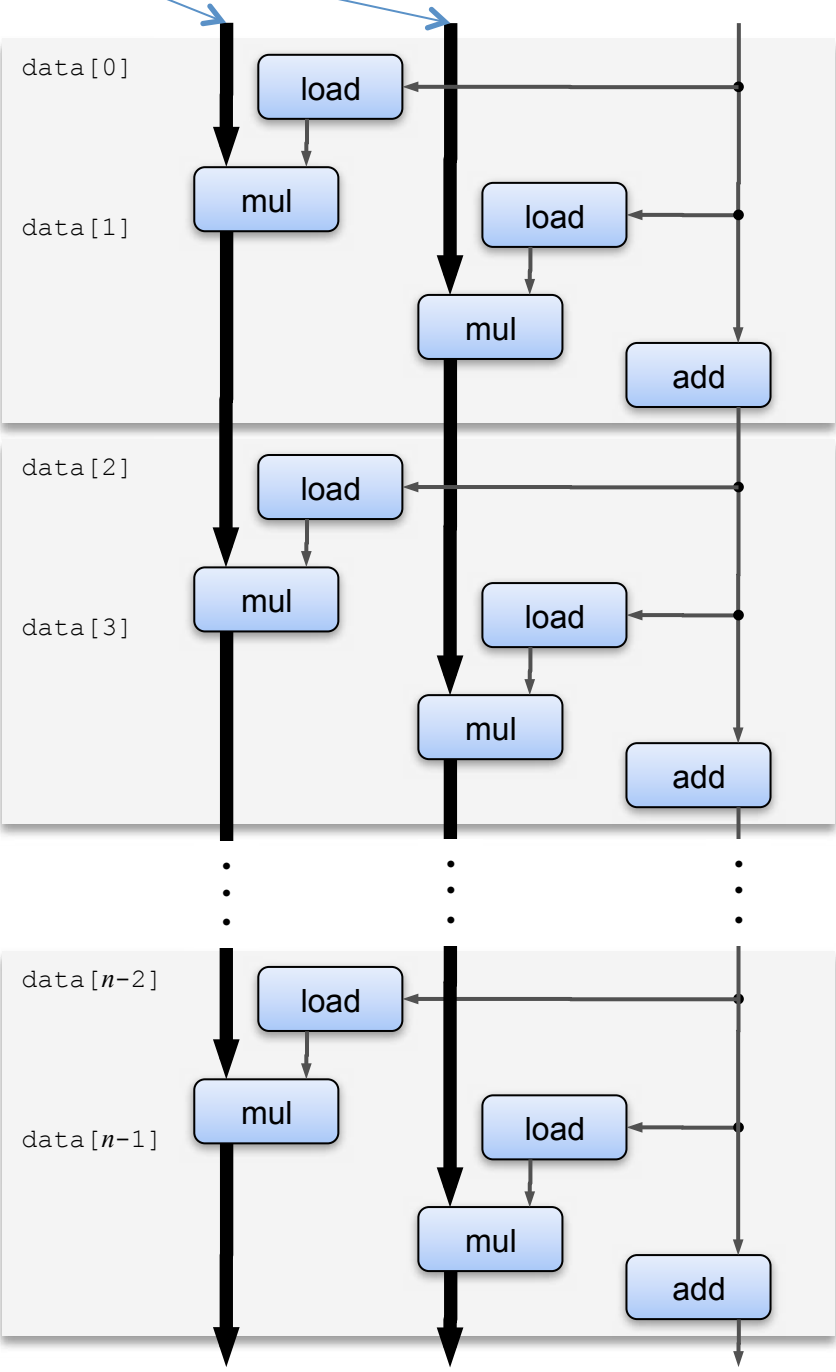 data[0]
load
mul
data[1]
load
mul
add
data[2]
load
mul
data[3]
load
mul
add
data[n-2]
load
mul
data[n-1]
load
mul
add